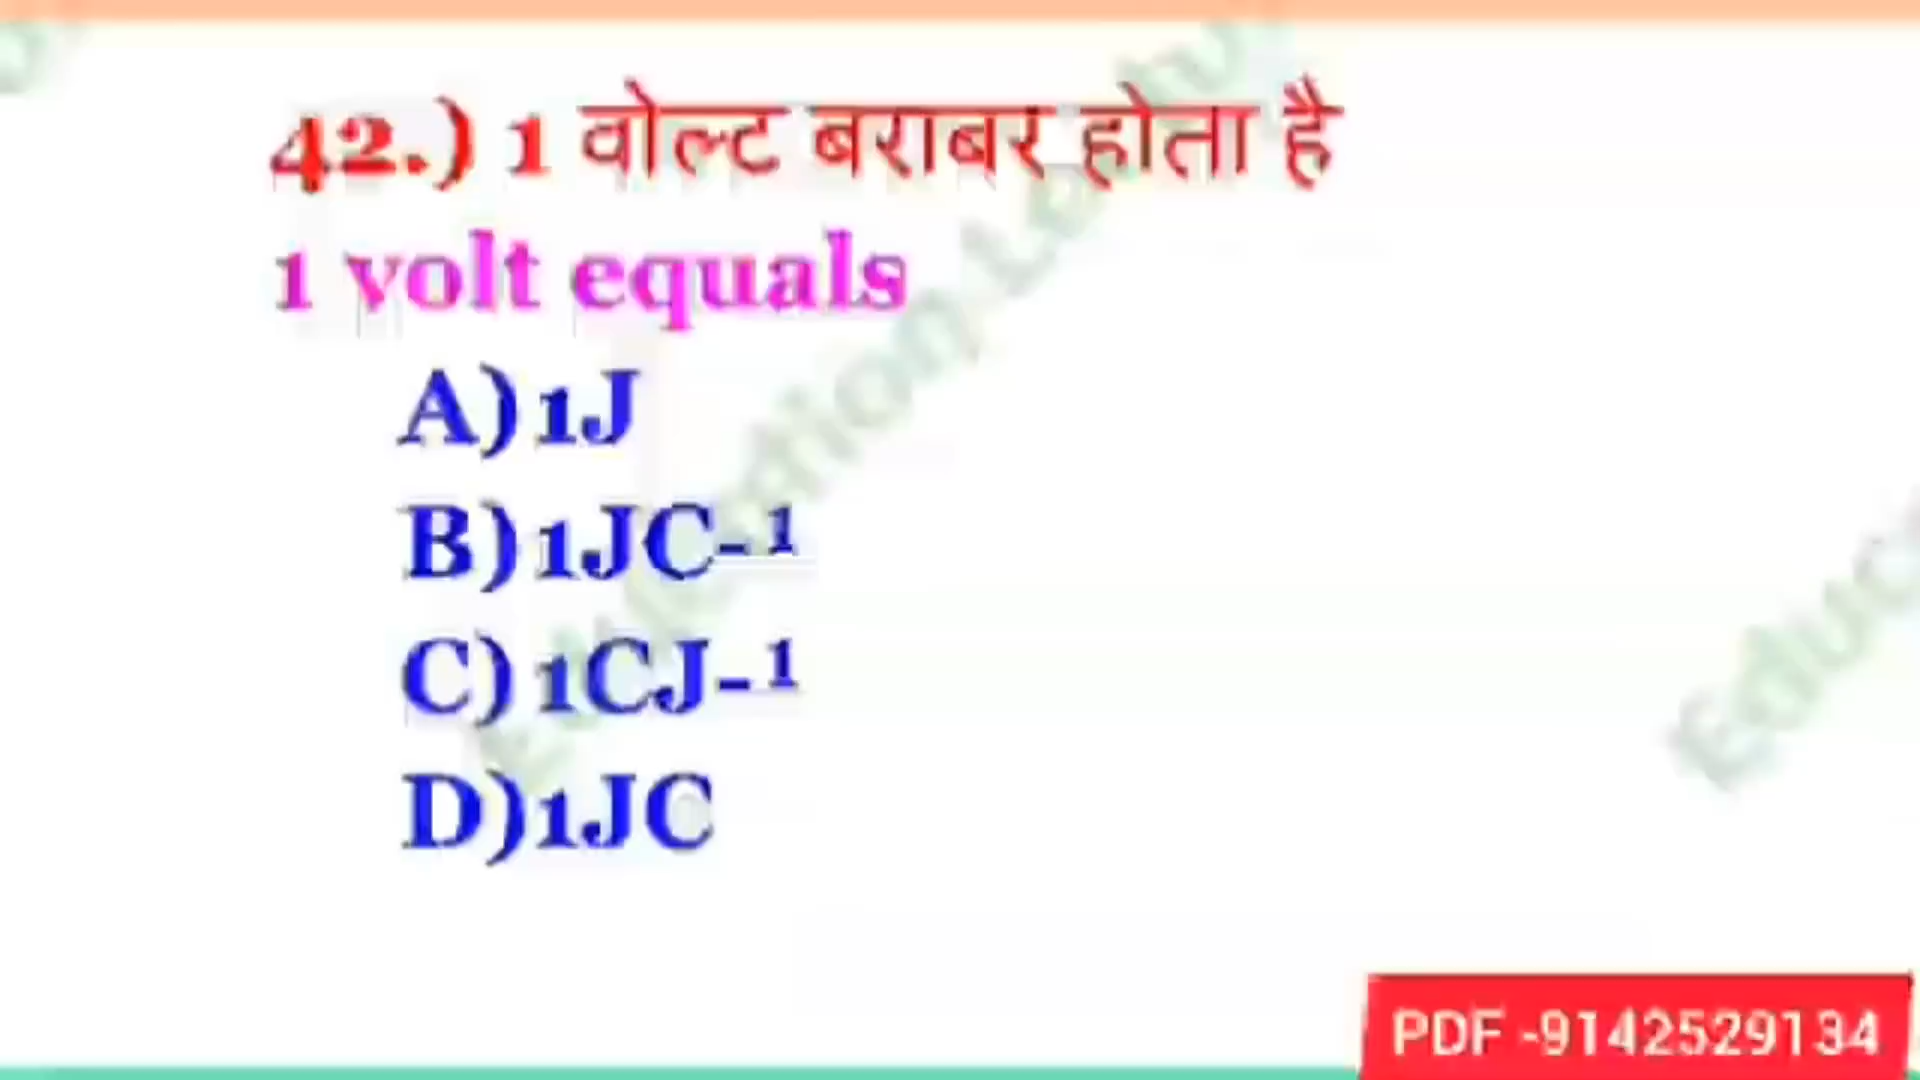 42.) 1 वोल्ट बराबर होता है
1 volt equals
A) 1J
B) 1JC-¹
C) 1CJ-¹
D) 1JC
PDF -9142529134